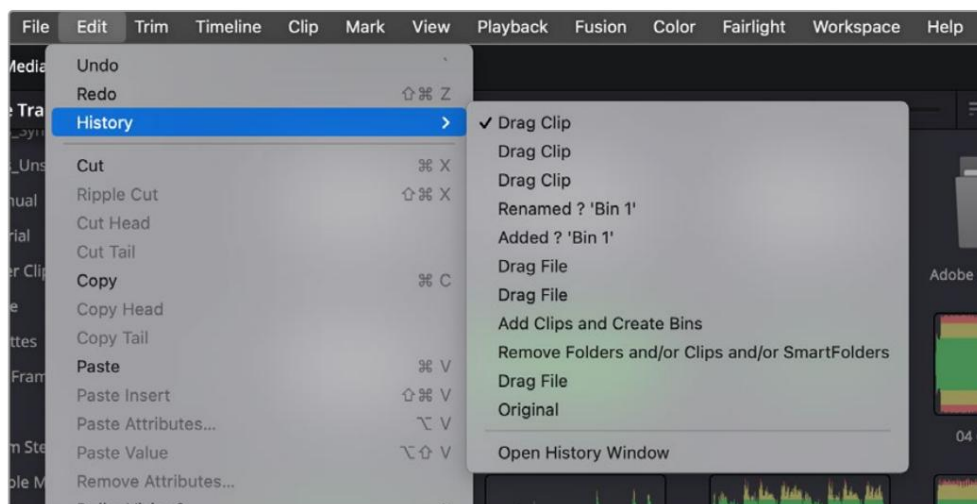 File Edit Trim Timeline Clip Mark View Playback Fusion Color Fairlight Workspace Help
Media
Undo
Redo ⇧⌘ Z
History >
✓ Drag Clip
Drag Clip
Drag Clip
Renamed ? 'Bin 1'
Added ? 'Bin 1'
Drag File
Drag File
Add Clips and Create Bins
Remove Folders and/or Clips and/or SmartFolders
Drag File
Original
Open History Window
Cut ⌘ X
Ripple Cut ⇧⌘ X
Cut Head
Cut Tail
Copy ⌘ C
Copy Head
Copy Tail
Paste ⌘ V
Paste Insert ⇧⌘ V
Paste Attributes... ⌥ V
Paste Value ⌥⇧ V
Remove Attributes...
Adobe
04